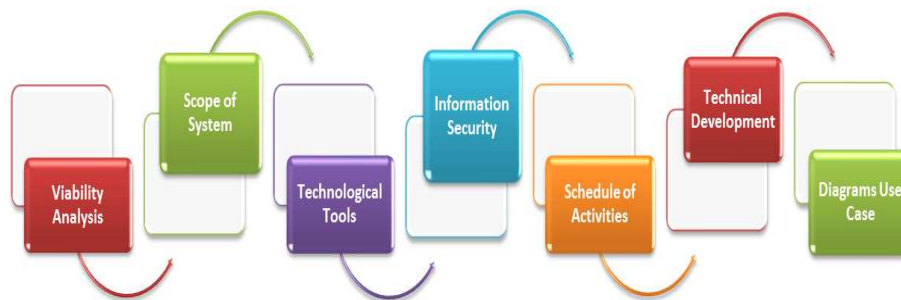 Viability
Analysis
Scope of
System
Technological
Tools
Information
Security
Schedule of
Activities
Technical
Development
Diagrams Use
Case